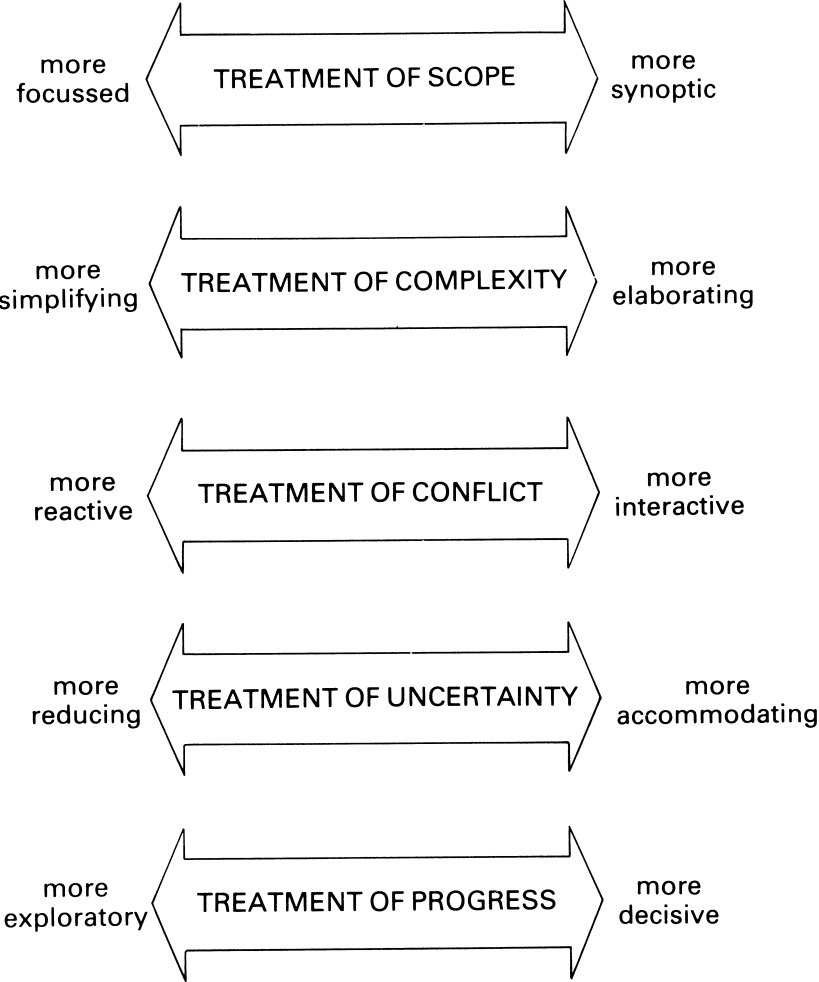 more
focussed
TREATMENT OF SCOPE
more
synoptic
more
simplifying
TREATMENT OF COMPLEXITY
more
elaborating
more
reactive
TREATMENT OF CONFLICT
more
interactive
more
reducing
TREATMENT OF UNCERTAINTY
more
accommodating
more
exploratory
TREATMENT OF PROGRESS
more
decisive